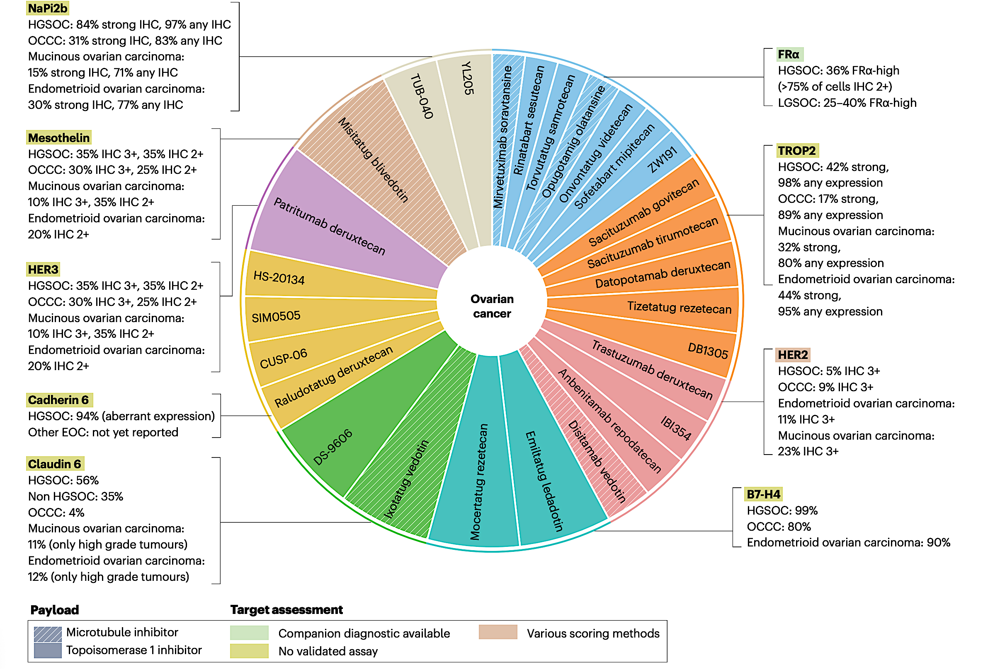 NaPi2b
HGSOC: 84% strong IHC, 97% any IHC
OCCC: 31% strong IHC, 83% any IHC
Mucinous ovarian carcinoma:
15% strong IHC, 71% any IHC
Endometrioid ovarian carcinoma:
30% strong IHC, 77% any IHC
Mesothelin
HGSOC: 35% IHC 3+, 35% IHC 2+
OCCC: 30% IHC 3+, 25% IHC 2+
Mucinous ovarian carcinoma:
10% IHC 3+, 35% IHC 2+
Endometrioid ovarian carcinoma:
20% IHC 2+
HER3
HGSOC: 35% IHC 3+, 35% IHC 2+
OCCC: 30% IHC 3+, 25% IHC 2+
Mucinous ovarian carcinoma:
10% IHC 3+, 35% IHC 2+
Endometrioid ovarian carcinoma:
20% IHC 2+
Cadherin 6
HGSOC: 94% (aberrant expression)
Other EOC: not yet reported
Claudin 6
HGSOC: 56%
Non HGSOC: 35%
OCCC: 4%
Mucinous ovarian carcinoma:
11% (only high grade tumours)
Endometrioid ovarian carcinoma:
12% (only high grade tumours)
Ovarian
cancer
Mirvetuximab soravtansine
Rinatabart sesutecan
Torvutatug samrotecan
Opugotamig olatansine
Onvontatug videtecan
Sofetabart mipitecan
ZW191
Sacituzumab govitecan
Sacituzumab tirumotecan
Datopotamab deruxtecan
Tizetatug rezetecan
DB1305
Trastuzumab deruxtecan
IBI354
Anbenitamab repodatecan
Disitamab vedotin
Emiltatug ledadotin
Mocertatug rezetecan
Ixotatug vedotin
DS-9606
Raludotatug deruxtecan
CUSP-06
SIM0505
HS-20134
Patritumab deruxtecan
Misitatug blivedotin
TUB-040
YL205
FRα
HGSOC: 36% FRα-high
(>75% of cells IHC 2+)
LGSOC: 25–40% FRα-high
TROP2
HGSOC: 42% strong,
98% any expression
OCCC: 17% strong,
89% any expression
Mucinous ovarian carcinoma:
32% strong,
80% any expression
Endometrioid ovarian carcinoma:
44% strong,
95% any expression
HER2
HGSOC: 5% IHC 3+
OCCC: 9% IHC 3+
Endometrioid ovarian carcinoma:
11% IHC 3+
Mucinous ovarian carcinoma:
23% IHC 3+
B7-H4
HGSOC: 99%
OCCC: 80%
Endometrioid ovarian carcinoma: 90%
Payload
Microtubule inhibitor
Topoisomerase 1 inhibitor
Target assessment
Companion diagnostic available
No validated assay
Various scoring methods